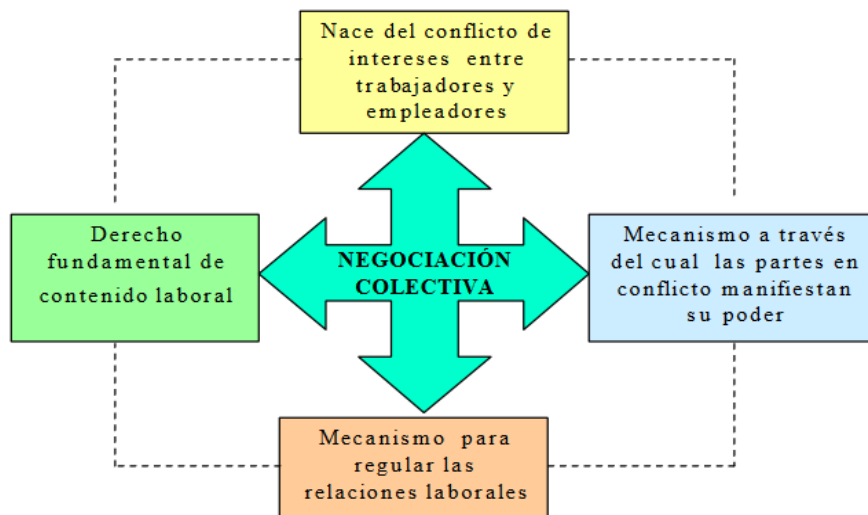 Nace del conflicto de
intereses entre
trabajadores y
empleadores
Derecho
fundamental de
contenido laboral
NEGOCIACIÓN
COLECTIVA
Mecanismo a través
del cual las partes en
conflicto manifiestan
su poder
Mecanismo para
regular las
relaciones laborales